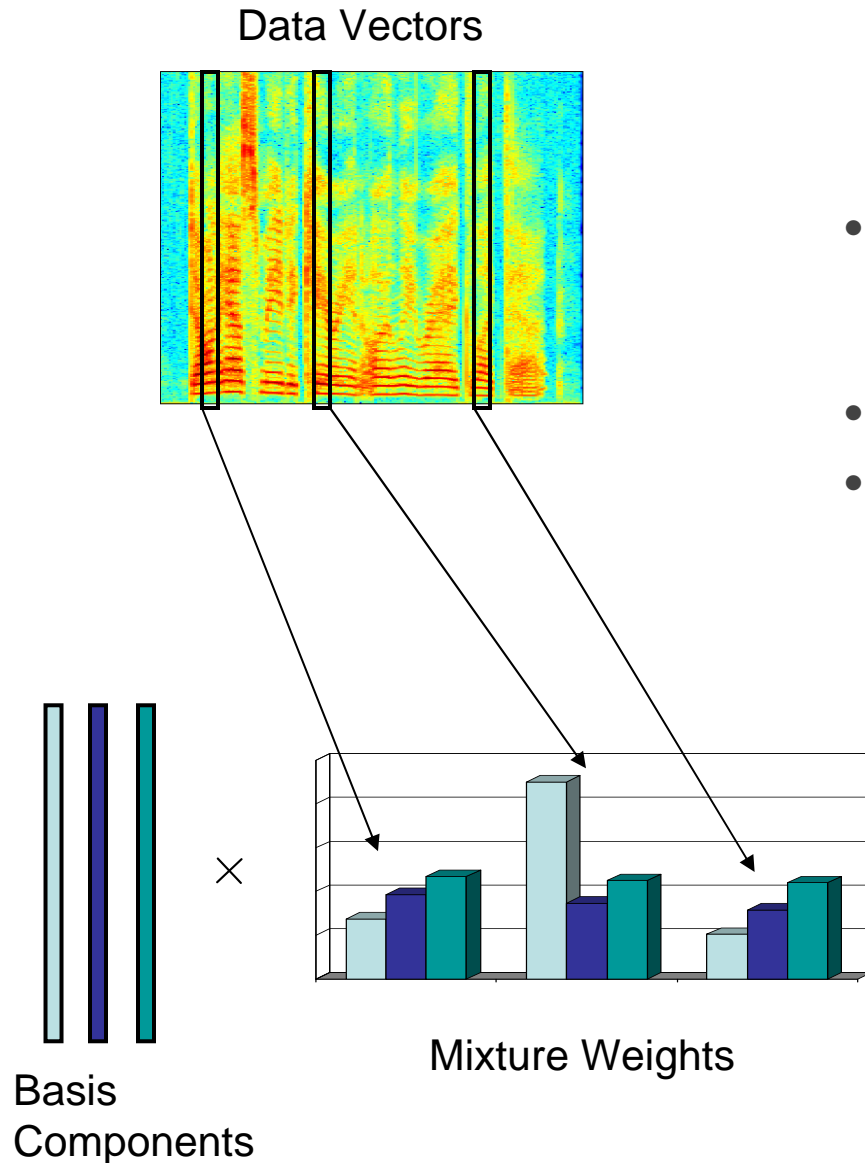 Data Vectors
•
•
•
×
Mixture Weights
Basis
Components